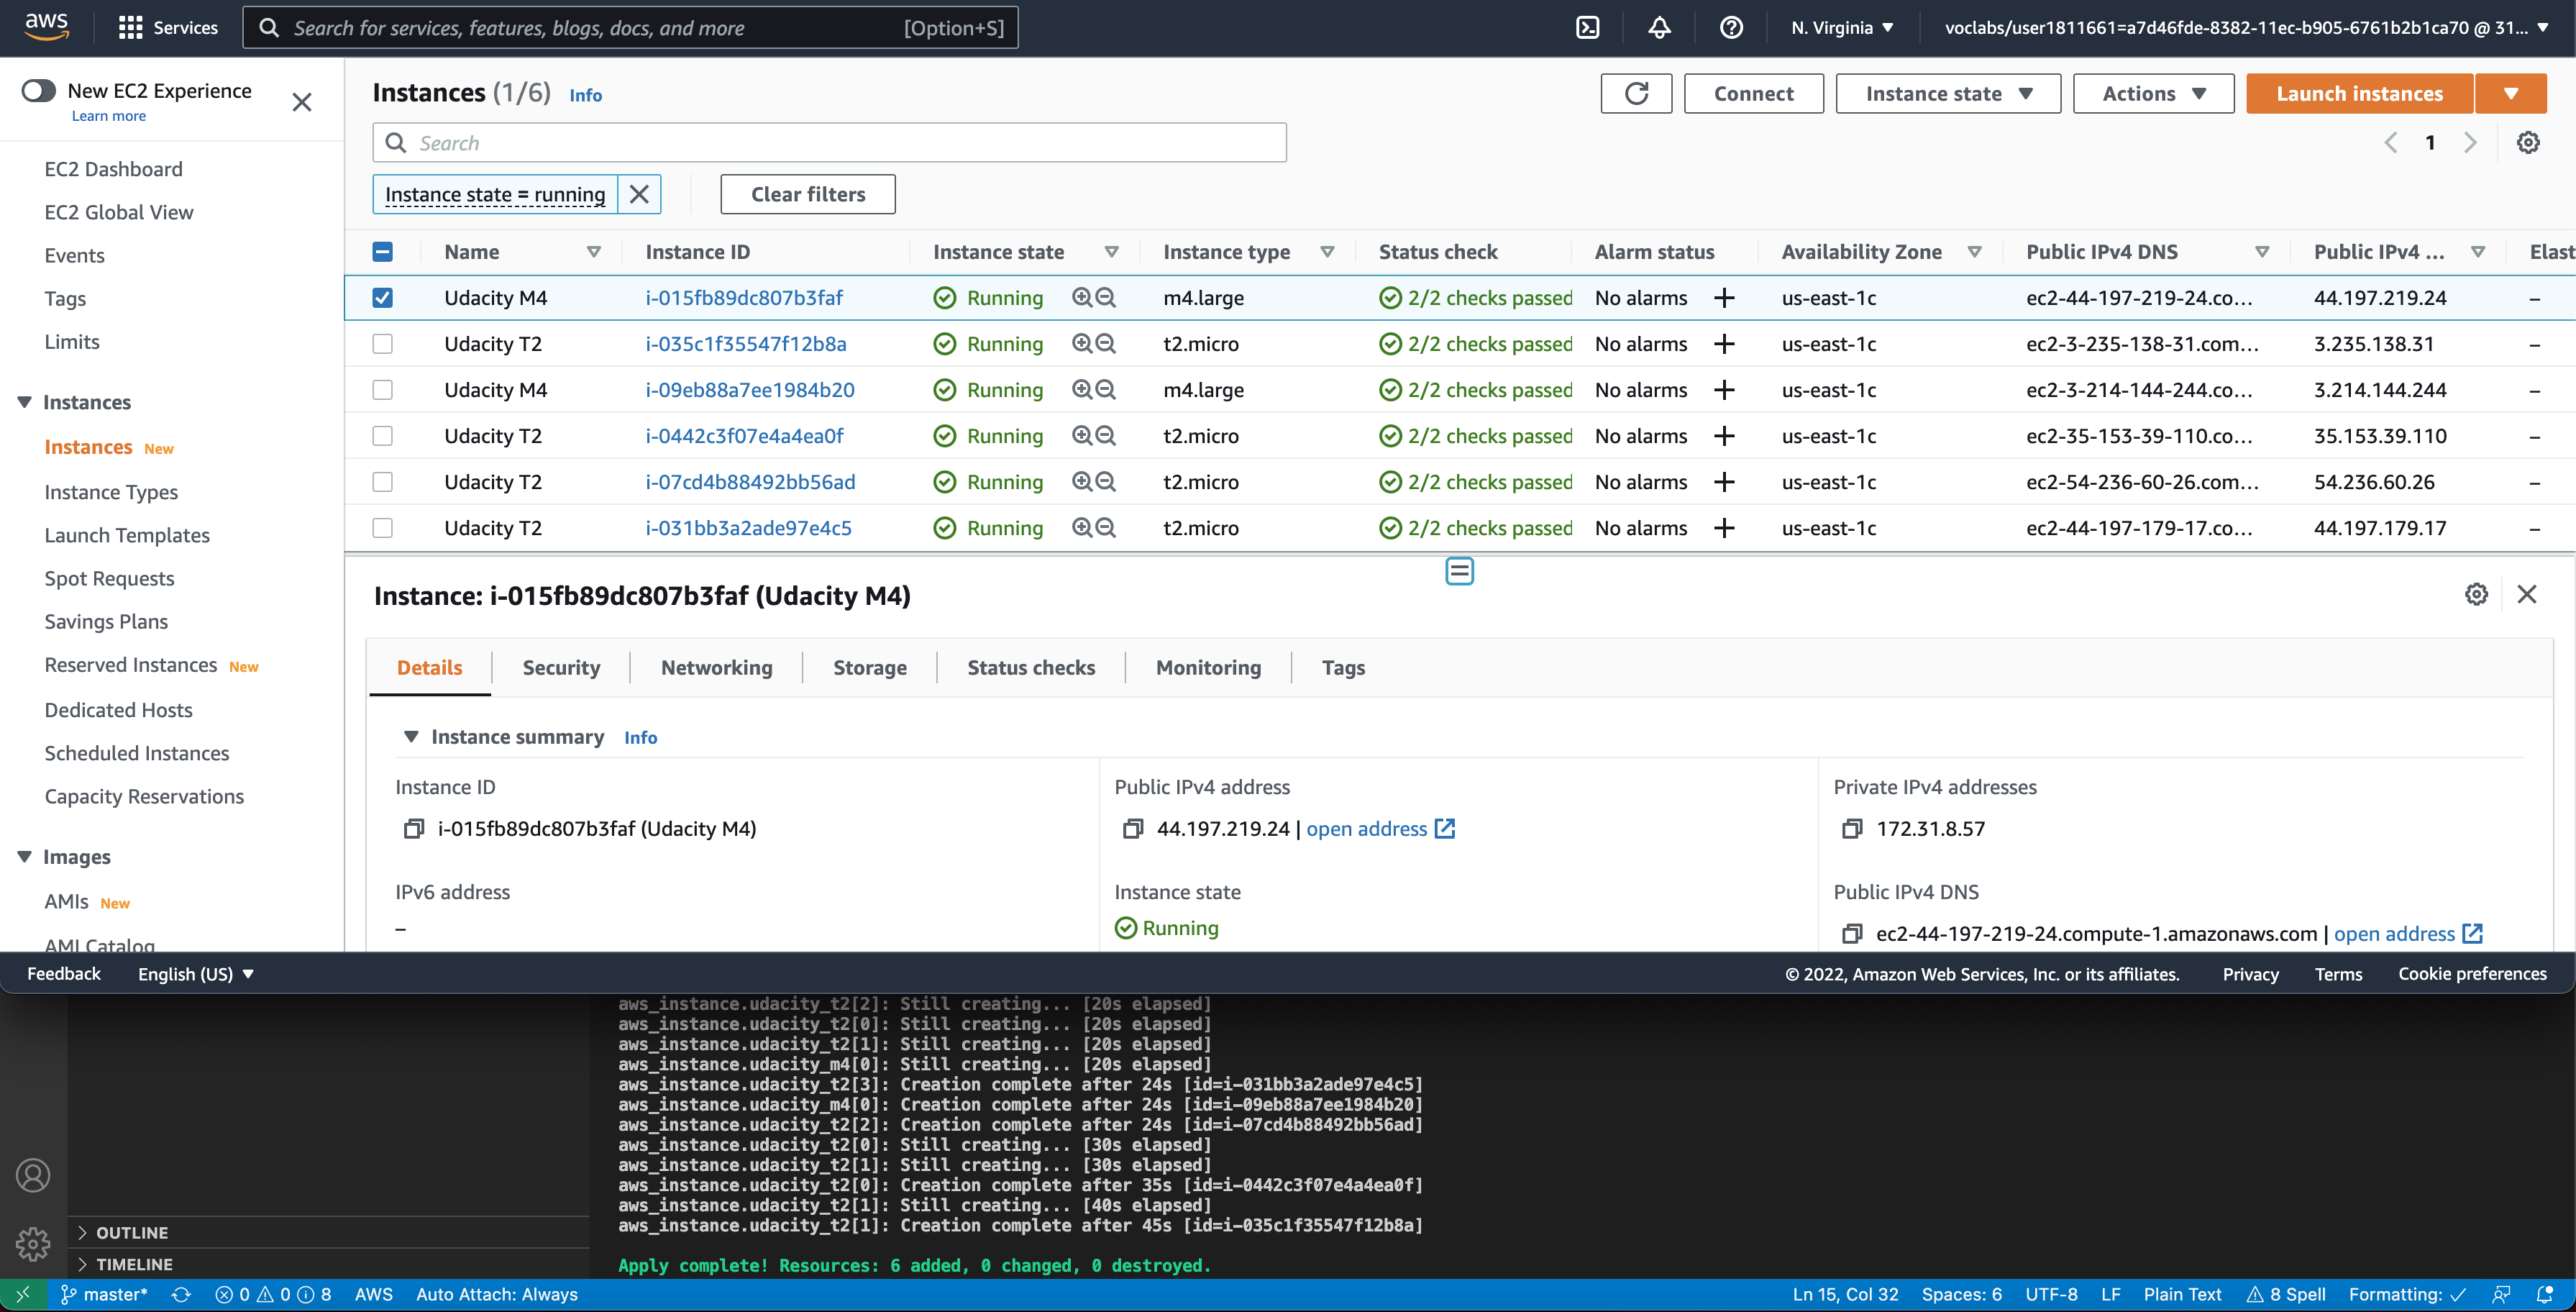 aws Services Search for services, features, blogs, docs, and more [Option+S] N. Virginia voclabs/user1811661=a7d46fde-8382-11ec-b905-6761b2b1ca70 @ 31...
New EC2 Experience
Learn more
EC2 Dashboard
EC2 Global View
Events
Tags
Limits
Instances
Instances New
Instance Types
Launch Templates
Spot Requests
Savings Plans
Reserved Instances New
Dedicated Hosts
Scheduled Instances
Capacity Reservations
Images
AMIs New
AMI Catalog
Instances (1/6) Info
Connect Instance state Actions Launch instances
Search
1
Instance state = running Clear filters
Name Instance ID Instance state Instance type Status check Alarm status Availability Zone Public IPv4 DNS Public IPv4 ... Elast
Udacity M4 i-015fb89dc807b3faf Running m4.large 2/2 checks passed No alarms + us-east-1c ec2-44-197-219-24.co... 44.197.219.24 –
Udacity T2 i-035c1f35547f12b8a Running t2.micro 2/2 checks passed No alarms + us-east-1c ec2-3-235-138-31.com... 3.235.138.31 –
Udacity M4 i-09eb88a7ee1984b20 Running m4.large 2/2 checks passed No alarms + us-east-1c ec2-3-214-144-244.co... 3.214.144.244 –
Udacity T2 i-0442c3f07e4a4ea0f Running t2.micro 2/2 checks passed No alarms + us-east-1c ec2-35-153-39-110.co... 35.153.39.110 –
Udacity T2 i-07cd4b88492bb56ad Running t2.micro 2/2 checks passed No alarms + us-east-1c ec2-54-236-60-26.com... 54.236.60.26 –
Udacity T2 i-031bb3a2ade97e4c5 Running t2.micro 2/2 checks passed No alarms + us-east-1c ec2-44-197-179-17.co... 44.197.179.17 –
Instance: i-015fb89dc807b3faf (Udacity M4)
Details Security Networking Storage Status checks Monitoring Tags
Instance summary Info
Instance ID Public IPv4 address Private IPv4 addresses
i-015fb89dc807b3faf (Udacity M4) 44.197.219.24 | open address 172.31.8.57
IPv6 address Instance state Public IPv4 DNS
– Running ec2-44-197-219-24.compute-1.amazonaws.com | open address
Feedback English (US) © 2022, Amazon Web Services, Inc. or its affiliates. Privacy Terms Cookie preferences
aws_instance.udacity_t2[2]: Still creating... [20s elapsed]
aws_instance.udacity_t2[0]: Still creating... [20s elapsed]
aws_instance.udacity_t2[1]: Still creating... [20s elapsed]
aws_instance.udacity_m4[0]: Still creating... [20s elapsed]
aws_instance.udacity_t2[3]: Creation complete after 24s [id=i-031bb3a2ade97e4c5]
aws_instance.udacity_m4[0]: Creation complete after 24s [id=i-09eb88a7ee1984b20]
aws_instance.udacity_t2[2]: Creation complete after 24s [id=i-07cd4b88492bb56ad]
aws_instance.udacity_t2[0]: Still creating... [30s elapsed]
aws_instance.udacity_t2[1]: Still creating... [30s elapsed]
aws_instance.udacity_t2[0]: Creation complete after 35s [id=i-0442c3f07e4a4ea0f]
aws_instance.udacity_t2[1]: Still creating... [40s elapsed]
aws_instance.udacity_t2[1]: Creation complete after 45s [id=i-035c1f35547f12b8a]
Apply complete! Resources: 6 added, 0 changed, 0 destroyed.
OUTLINE
TIMELINE
master* 0 0 8 AWS Auto Attach: Always Ln 15, Col 32 Spaces: 6 UTF-8 LF Plain Text 8 Spell Formatting: ✓